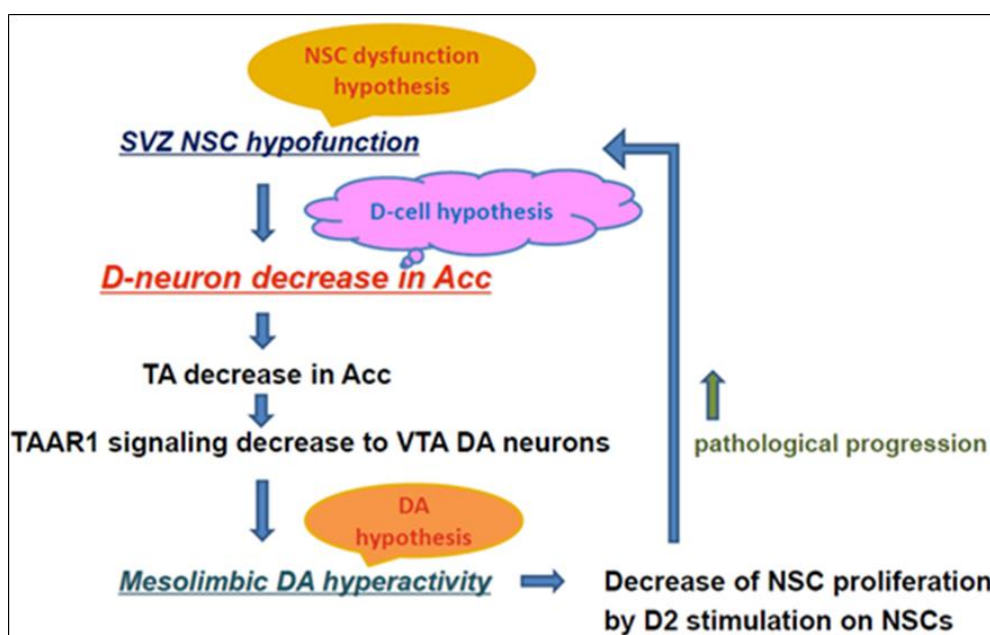 NSC dysfunction
hypothesis
SVZ NSC hypofunction
D-cell hypothesis
D-neuron decrease in Acc
TA decrease in Acc
TAAR1 signaling decrease to VTA DA neurons
pathological progression
DA
hypothesis
Mesolimbic DA hyperactivity
Decrease of NSC proliferation
by D2 stimulation on NSCs